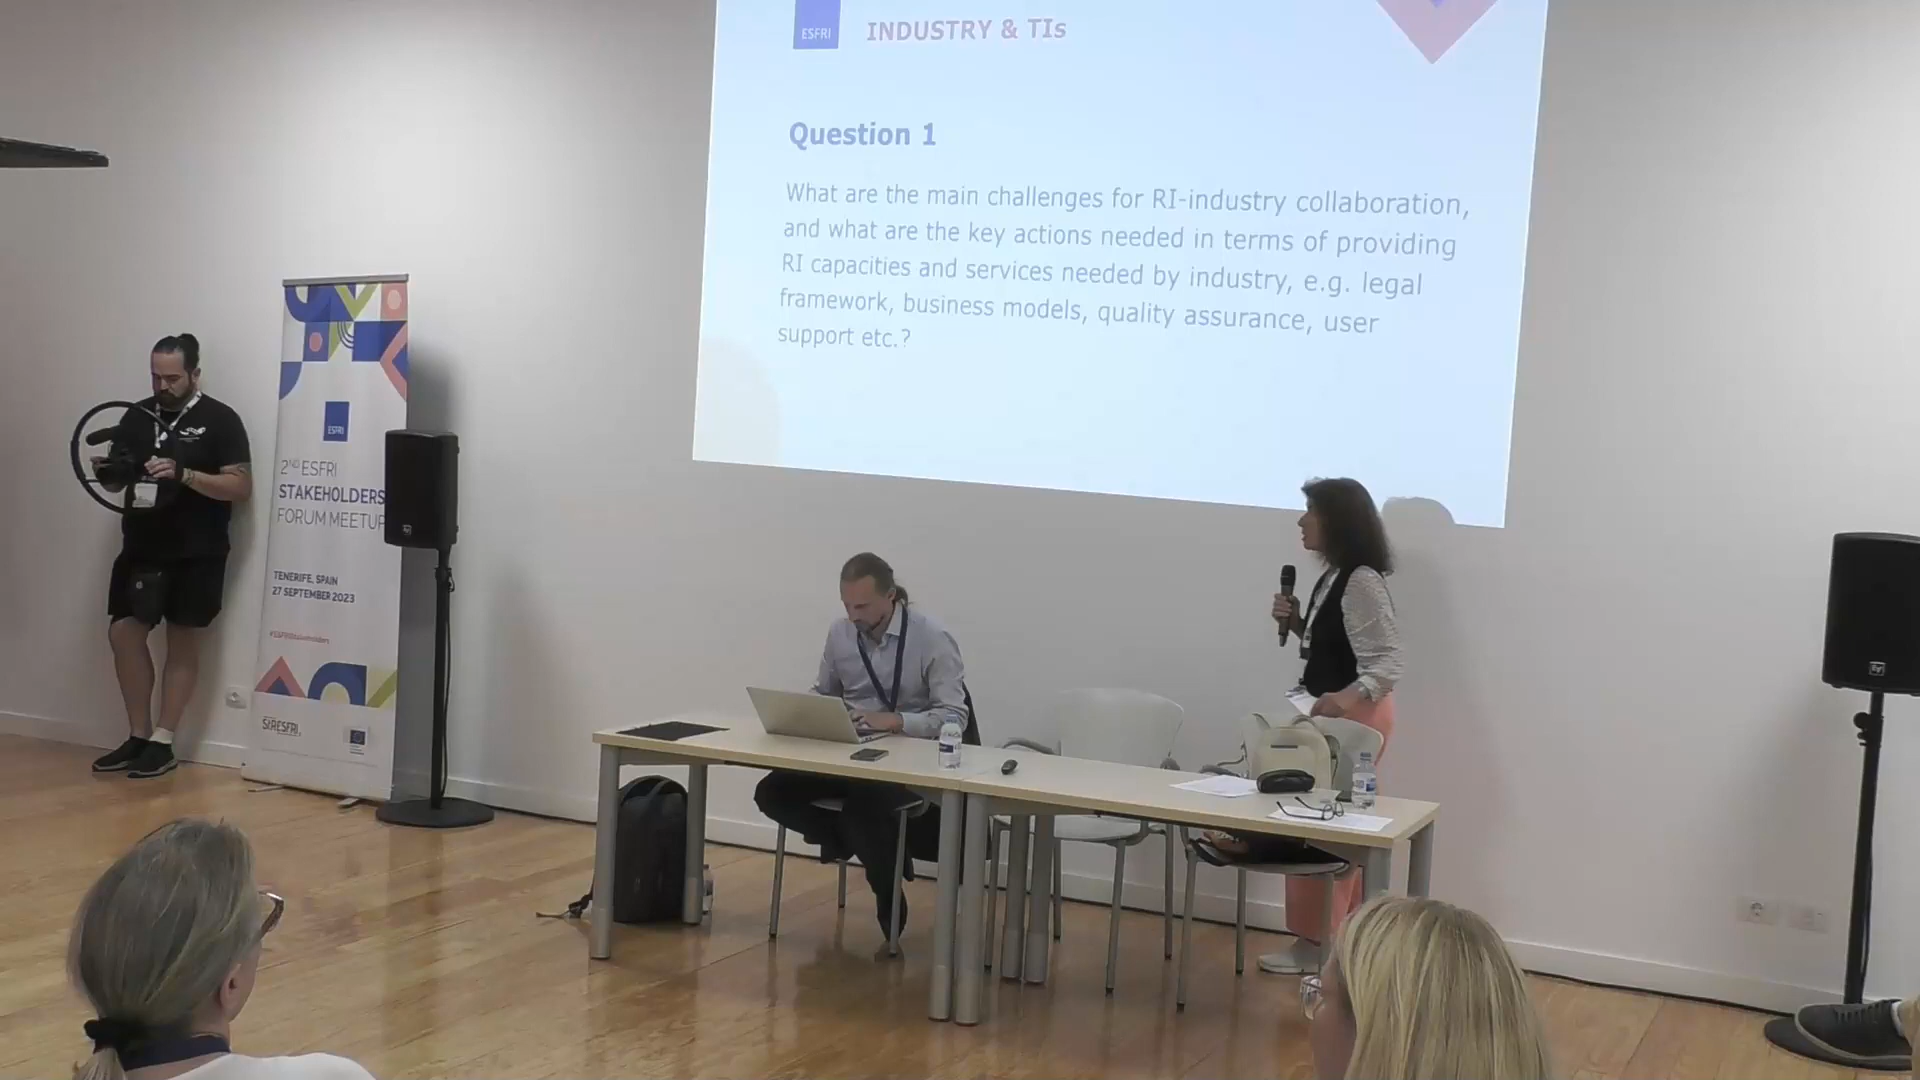 ESFRI
INDUSTRY & TIs
Question 1
What are the main challenges for RI-industry collaboration,
and what are the key actions needed in terms of providing
RI capacities and services needed by industry, e.g. legal
framework, business models, quality assurance, user
support etc.?
ESFRI
2ND ESFRI
STAKEHOLDERS
FORUM MEETUP
TENERIFE, SPAIN
27 SEPTEMBER 2023
StR-ESFRI